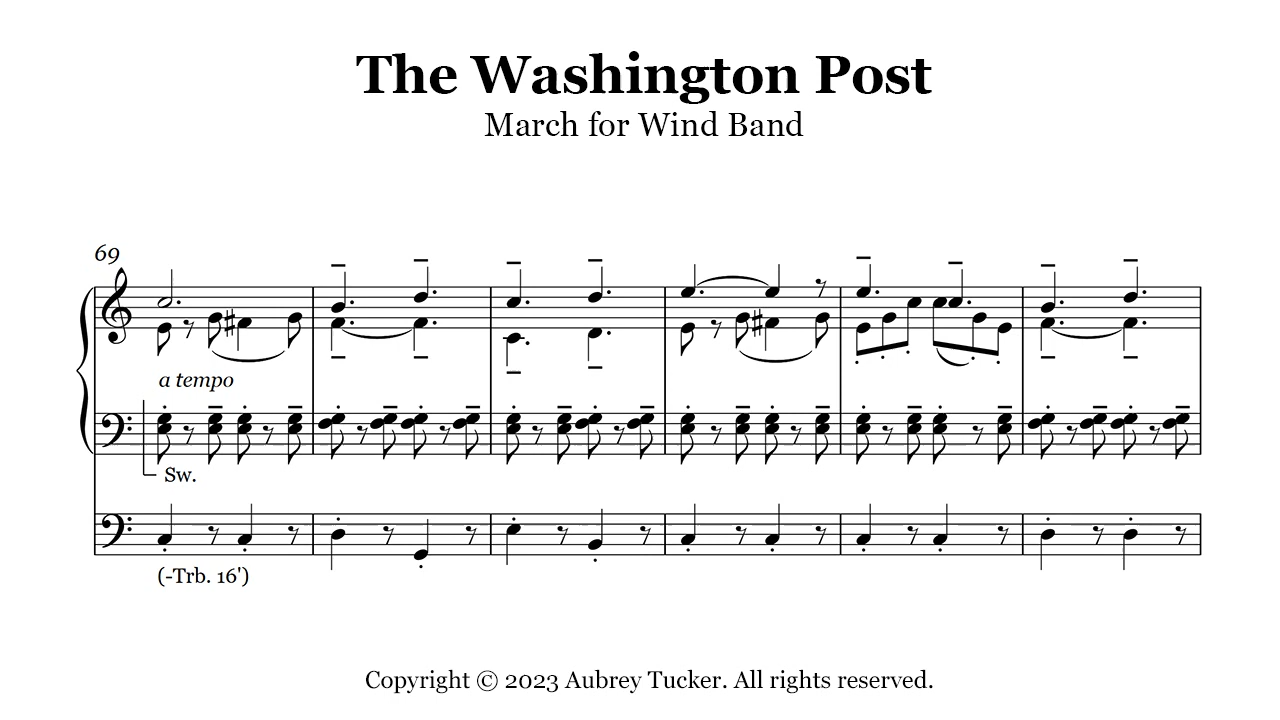 The Washington Post
March for Wind Band
69
a tempo
Sw.
(-Trb. 16')
Copyright © 2023 Aubrey Tucker. All rights reserved.